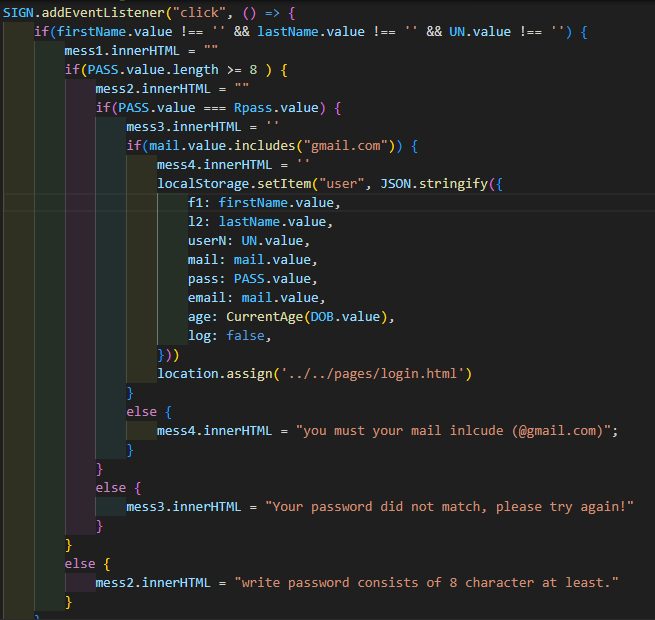 SIGN.addEventListener("click", () => {
if(firstName.value !== '' && lastName.value !== '' && UN.value !== '') {
mess1.innerHTML = ""
if(PASS.value.length >= 8 ) {
mess2.innerHTML = ""
if(PASS.value === Rpass.value) {
mess3.innerHTML = ''
if(mail.value.includes("gmail.com")) {
mess4.innerHTML = ''
localStorage.setItem("user", JSON.stringify({
f1: firstName.value,
l2: lastName.value,
userN: UN.value,
mail: mail.value,
pass: PASS.value,
email: mail.value,
age: CurrentAge(DOB.value),
log: false,
}))
location.assign('../../pages/login.html')
}
else {
mess4.innerHTML = "you must your mail inlcude (@gmail.com)";
}
}
else {
mess3.innerHTML = "Your password did not match, please try again!"
}
}
else {
mess2.innerHTML = "write password consists of 8 character at least."
}